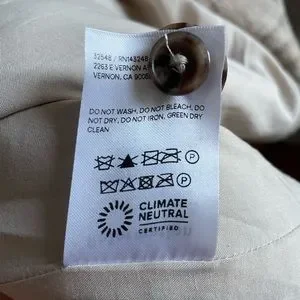 32548 / RN143248
2263 E VERNON A
VERNON, CA 9005
DO NOT WASH, DO NOT BLEACH, DO
NOT DRY, DO NOT IRON, GREEN DRY
CLEAN
P
P
CLIMATE
NEUTRAL
CERTIFIED